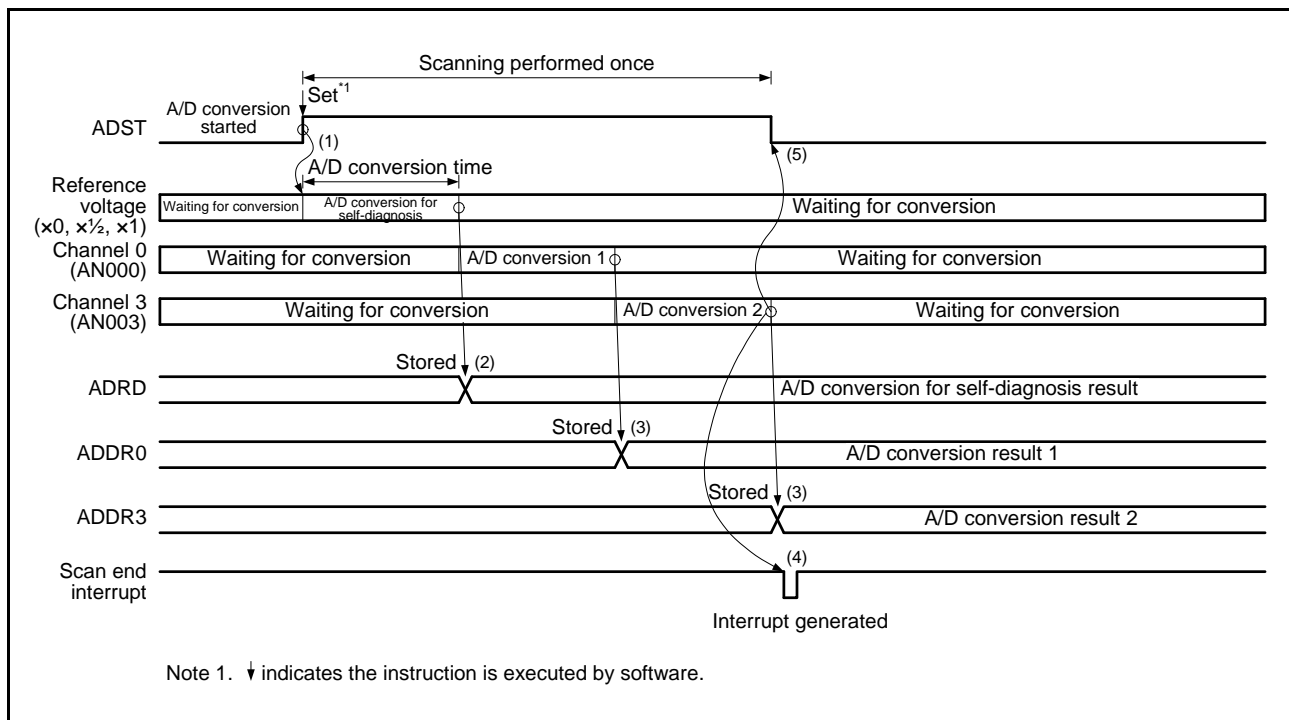 Scanning performed once
Set*1
A/D conversion
started
ADST
(1)
(5)
A/D conversion time
Reference
voltage
(×0, ×½, ×1)
Waiting for conversion
A/D conversion for
self-diagnosis
Waiting for conversion
Channel 0
(AN000)
Waiting for conversion
A/D conversion 1
Waiting for conversion
Channel 3
(AN003)
Waiting for conversion
A/D conversion 2
Waiting for conversion
Stored (2)
ADRD
A/D conversion for self-diagnosis result
Stored (3)
ADDR0
A/D conversion result 1
Stored (3)
ADDR3
A/D conversion result 2
Scan end
interrupt
(4)
Interrupt generated
Note 1. ↓ indicates the instruction is executed by software.